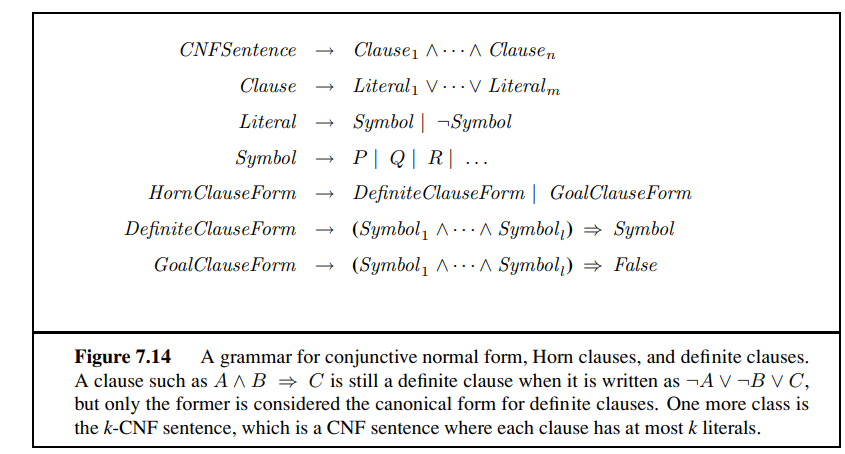 CNFSentence → Clause₁ ∧ ⋯ ∧ Clauseₙ
Clause → Literal₁ ∨ ⋯ ∨ Literalₘ
Literal → Symbol | ¬Symbol
Symbol → P | Q | R | …
HornClauseForm → DefiniteClauseForm | GoalClauseForm
DefiniteClauseForm → (Symbol₁ ∧ ⋯ ∧ Symbolₗ) ⇒ Symbol
GoalClauseForm → (Symbol₁ ∧ ⋯ ∧ Symbolₗ) ⇒ False
Figure 7.14 A grammar for conjunctive normal form, Horn clauses, and definite clauses.
A clause such as A ∧ B ⇒ C is still a definite clause when it is written as ¬A ∨ ¬B ∨ C,
but only the former is considered the canonical form for definite clauses. One more class is
the k-CNF sentence, which is a CNF sentence where each clause has at most k literals.